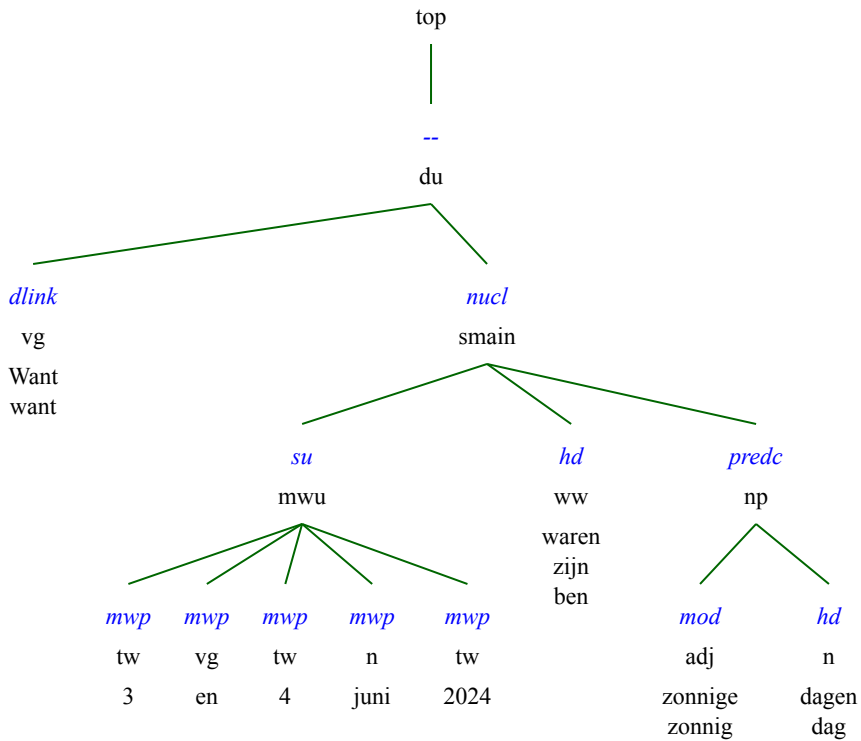 top
--
du
dlink nucl
vg smain
Want
want
su hd predc
mwu ww np
waren
zijn
ben
mwp mwp mwp mwp mwp mod hd
tw vg tw n tw adj n
3 en 4 juni 2024 zonnige dagen
zonnig dag